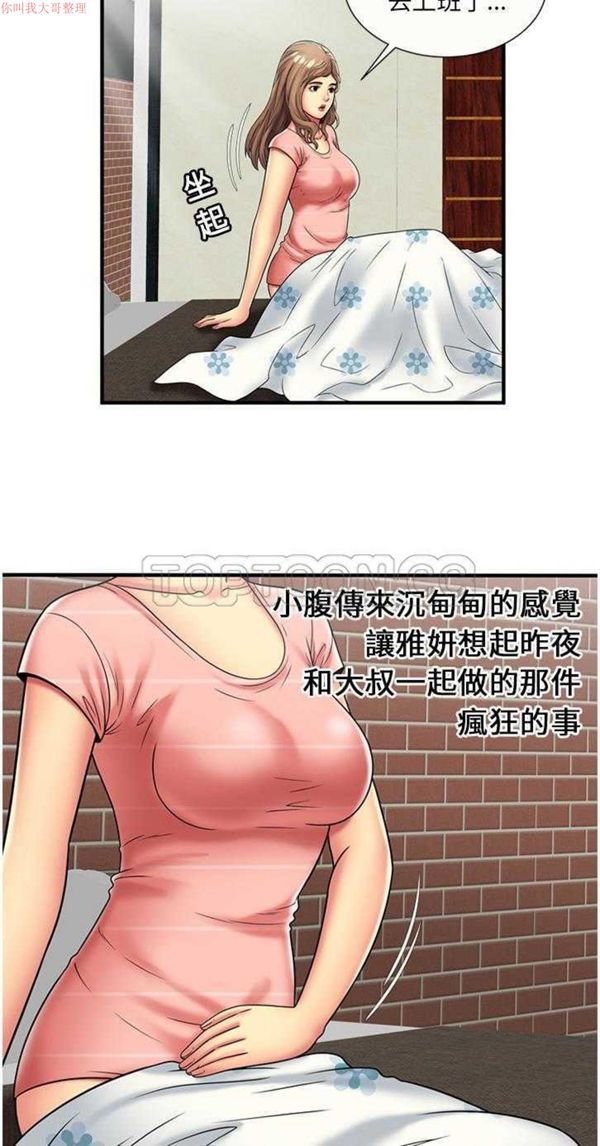 你叫我大哥整理
去上班了...
坐起
TOPTOON.CC
小腹傳來沉甸甸的感覺
讓雅妍想起昨夜
和大叔一起做的那件
瘋狂的事